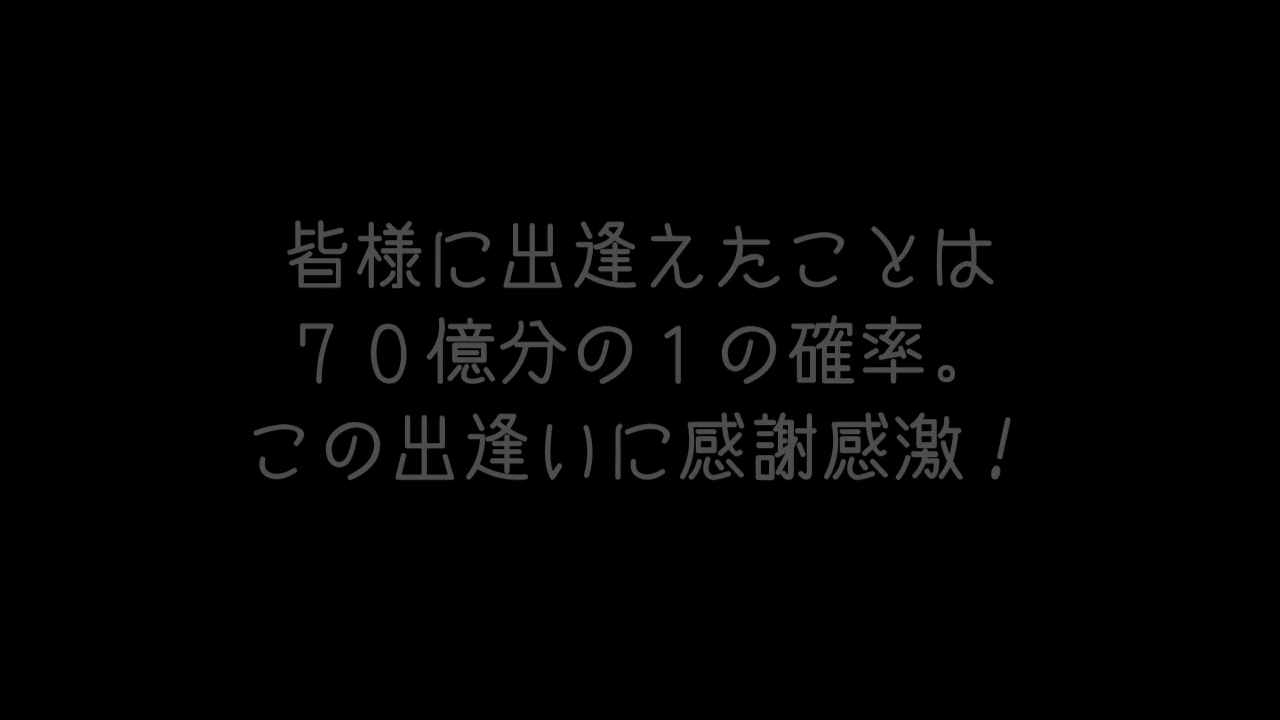 皆様に出逢えたことは
７０億分の１の確率。
この出逢いに感謝感激！